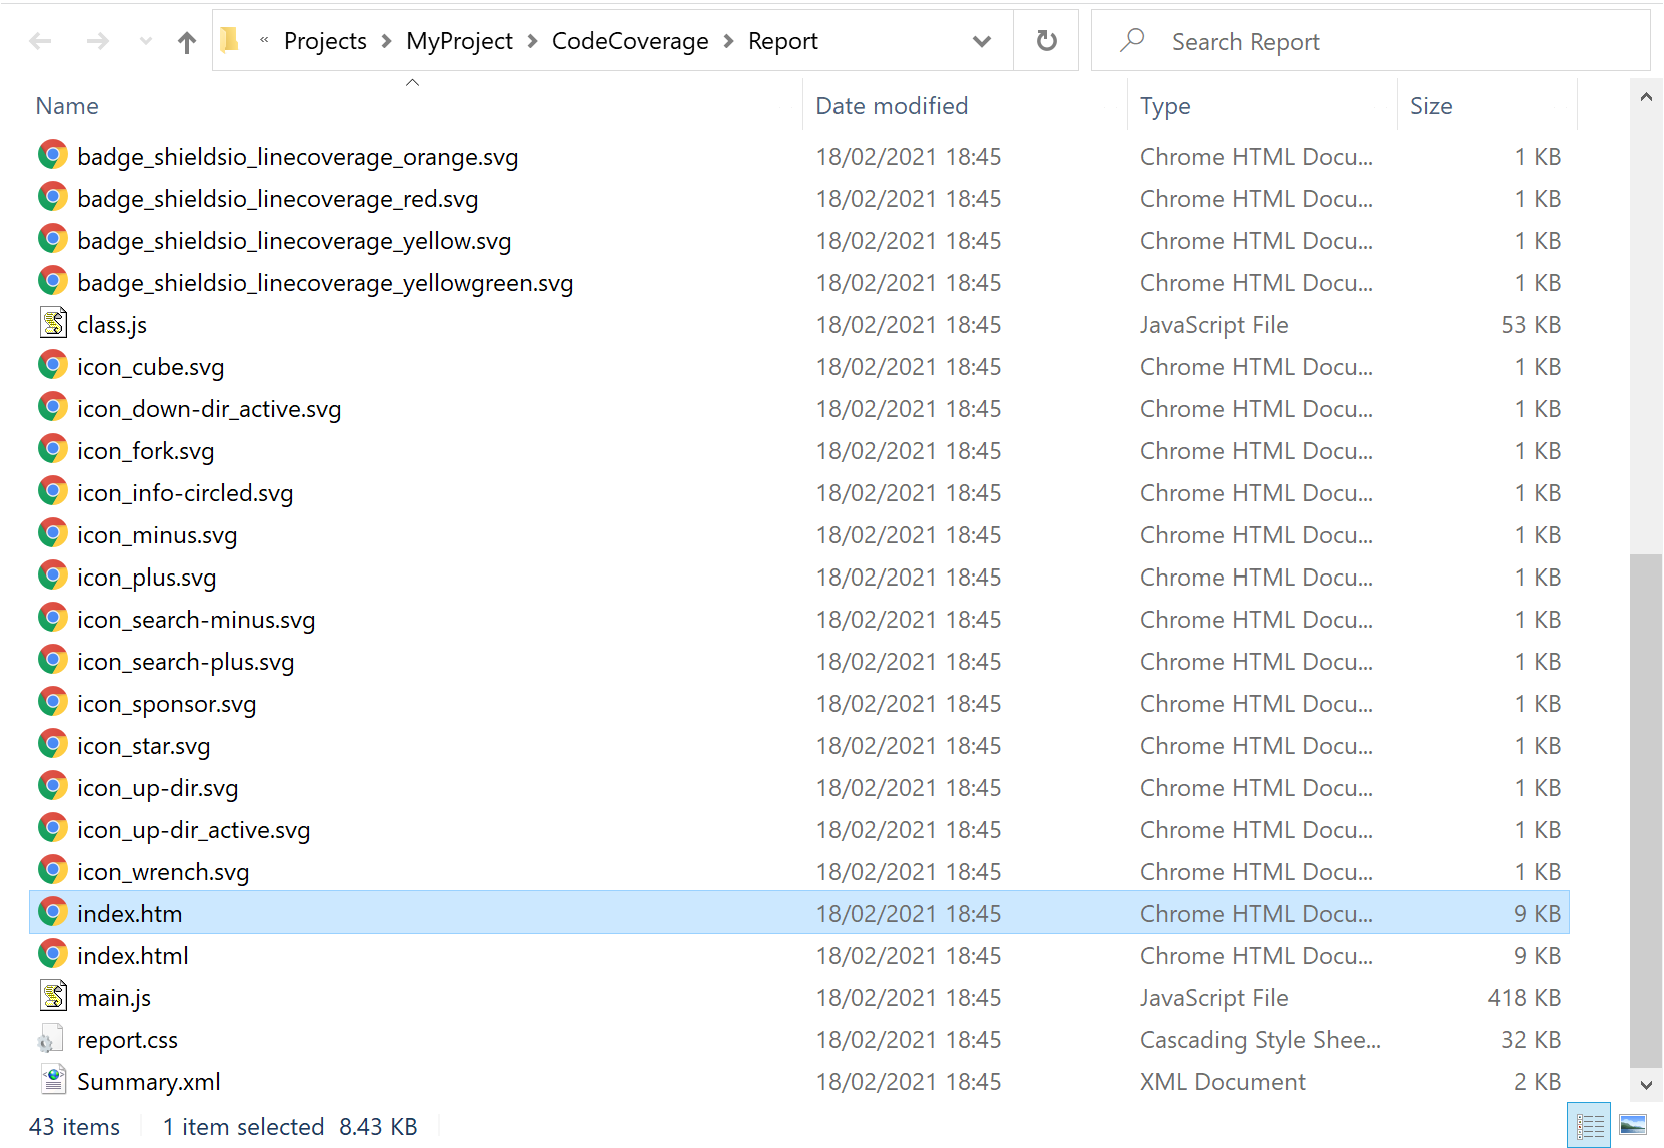 « Projects > MyProject > CodeCoverage > Report Search Report
Name Date modified Type Size
badge_shieldsio_linecoverage_orange.svg 18/02/2021 18:45 Chrome HTML Docu... 1 KB
badge_shieldsio_linecoverage_red.svg 18/02/2021 18:45 Chrome HTML Docu... 1 KB
badge_shieldsio_linecoverage_yellow.svg 18/02/2021 18:45 Chrome HTML Docu... 1 KB
badge_shieldsio_linecoverage_yellowgreen.svg 18/02/2021 18:45 Chrome HTML Docu... 1 KB
class.js 18/02/2021 18:45 JavaScript File 53 KB
icon_cube.svg 18/02/2021 18:45 Chrome HTML Docu... 1 KB
icon_down-dir_active.svg 18/02/2021 18:45 Chrome HTML Docu... 1 KB
icon_fork.svg 18/02/2021 18:45 Chrome HTML Docu... 1 KB
icon_info-circled.svg 18/02/2021 18:45 Chrome HTML Docu... 1 KB
icon_minus.svg 18/02/2021 18:45 Chrome HTML Docu... 1 KB
icon_plus.svg 18/02/2021 18:45 Chrome HTML Docu... 1 KB
icon_search-minus.svg 18/02/2021 18:45 Chrome HTML Docu... 1 KB
icon_search-plus.svg 18/02/2021 18:45 Chrome HTML Docu... 1 KB
icon_sponsor.svg 18/02/2021 18:45 Chrome HTML Docu... 1 KB
icon_star.svg 18/02/2021 18:45 Chrome HTML Docu... 1 KB
icon_up-dir.svg 18/02/2021 18:45 Chrome HTML Docu... 1 KB
icon_up-dir_active.svg 18/02/2021 18:45 Chrome HTML Docu... 1 KB
icon_wrench.svg 18/02/2021 18:45 Chrome HTML Docu... 1 KB
index.htm 18/02/2021 18:45 Chrome HTML Docu... 9 KB
index.html 18/02/2021 18:45 Chrome HTML Docu... 9 KB
main.js 18/02/2021 18:45 JavaScript File 418 KB
report.css 18/02/2021 18:45 Cascading Style Shee... 32 KB
Summary.xml 18/02/2021 18:45 XML Document 2 KB
43 items 1 item selected 8.43 KB